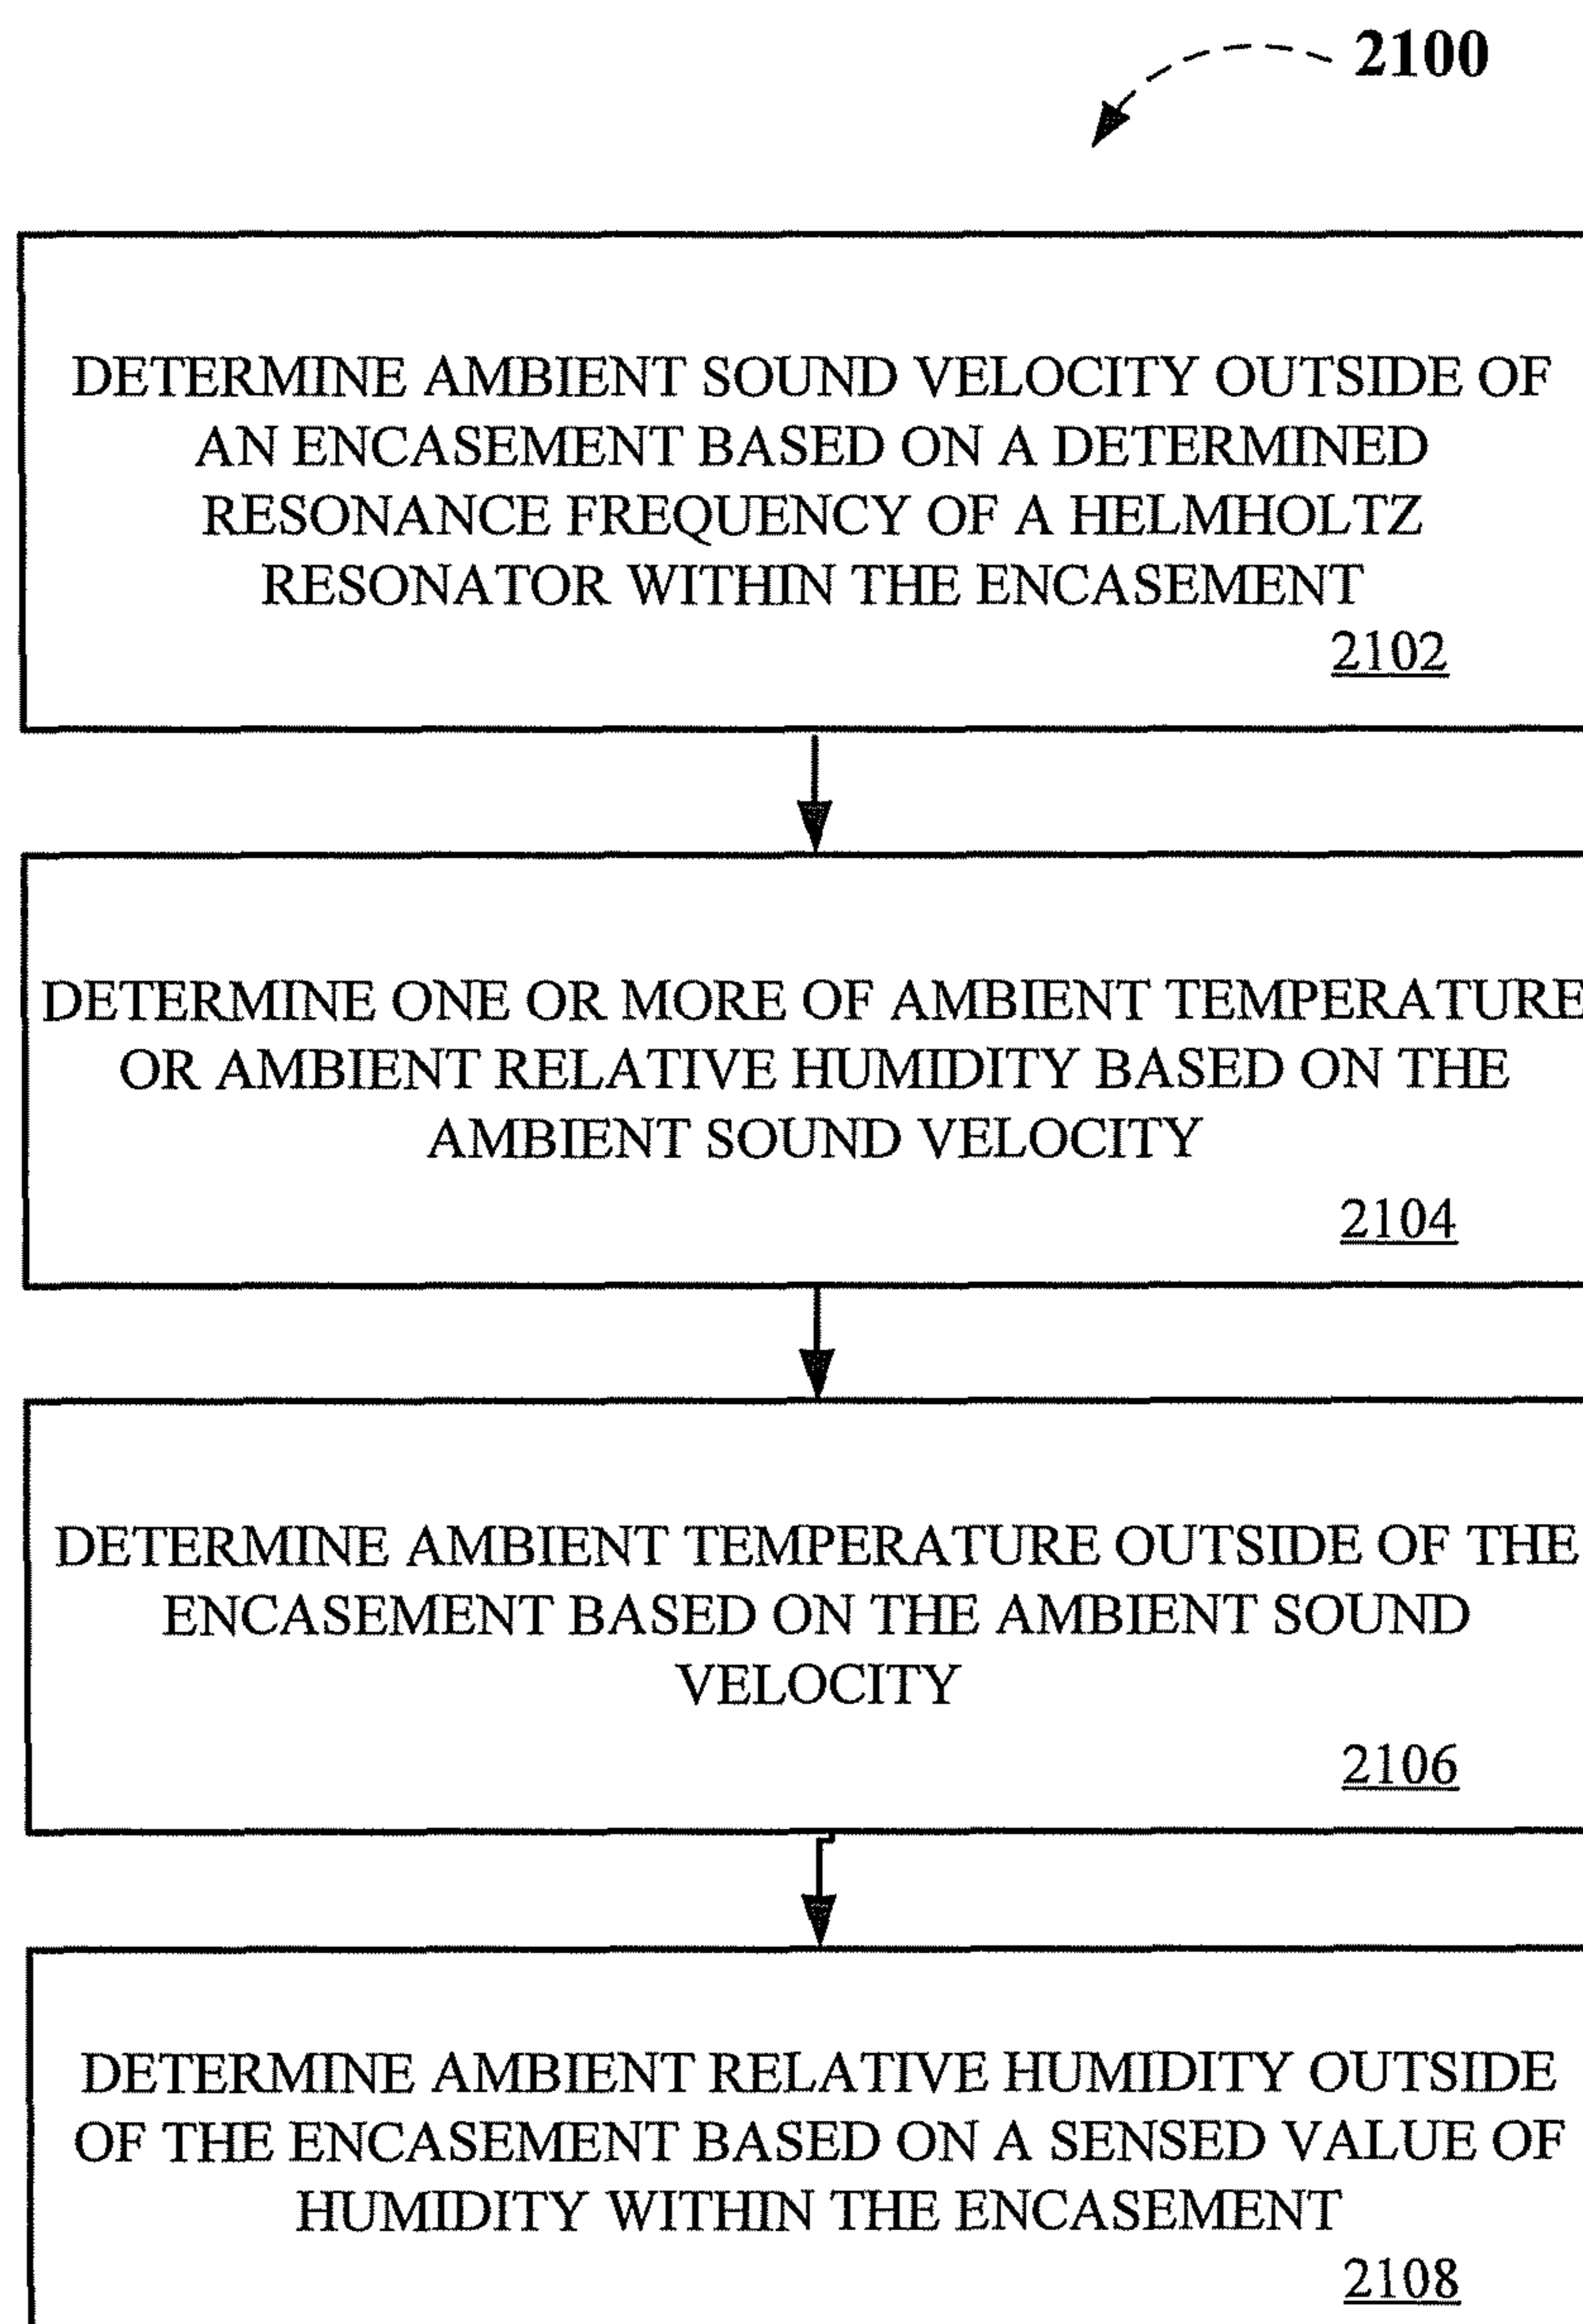 2100
DETERMINE AMBIENT SOUND VELOCITY OUTSIDE OF
AN ENCASEMENT BASED ON A DETERMINED
RESONANCE FREQUENCY OF A HELMHOLTZ
RESONATOR WITHIN THE ENCASEMENT
2102
DETERMINE ONE OR MORE OF AMBIENT TEMPERATURE
OR AMBIENT RELATIVE HUMIDITY BASED ON THE
AMBIENT SOUND VELOCITY
2104
DETERMINE AMBIENT TEMPERATURE OUTSIDE OF THE
ENCASEMENT BASED ON THE AMBIENT SOUND
VELOCITY
2106
DETERMINE AMBIENT RELATIVE HUMIDITY OUTSIDE
OF THE ENCASEMENT BASED ON A SENSED VALUE OF
HUMIDITY WITHIN THE ENCASEMENT
2108